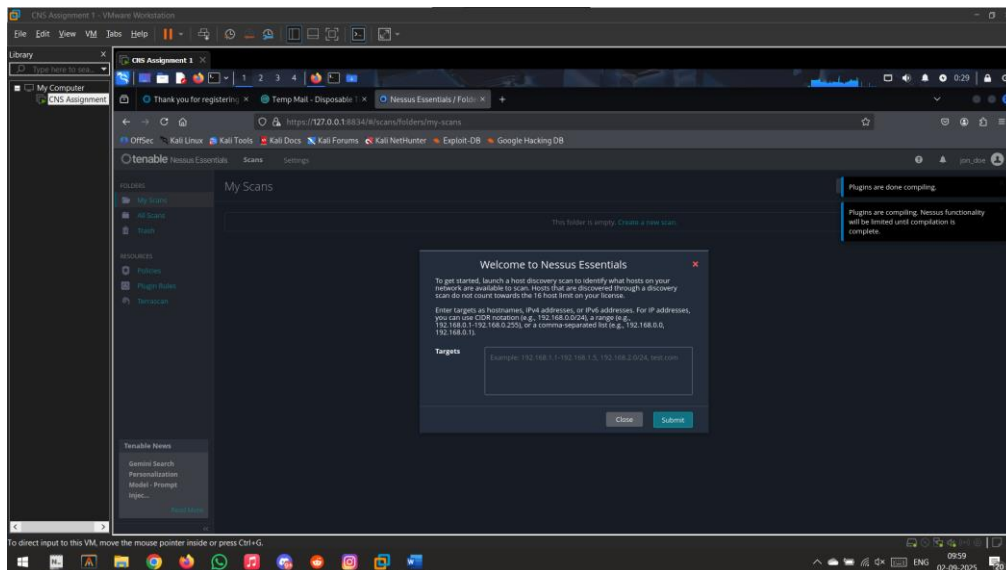 CNS Assignment 1 - VMware Workstation
File Edit View VM Tabs Help
Library X
Type here to sea...
My Computer
CNS Assignment
CNS Assignment 1
1 2 3 4
0:29
Thank you for registering
Temp Mail - Disposable T
Nessus Essentials / Folde
https://127.0.0.1:8834/#/scans/folders/my-scans
OffSec Kali Linux Kali Tools Kali Docs Kali Forums Kali NetHunter Exploit-DB Google Hacking DB
tenable Nessus Essentials Scans Settings
jon_doe
FOLDERS
My Scans
All Scans
Trash
RESOURCES
Policies
Plugin Rules
Terrascan
My Scans
This folder is empty. Create a new scan.
Plugins are done compiling.
Plugins are compiling. Nessus functionality
will be limited until compilation is
complete.
Welcome to Nessus Essentials
To get started, launch a host discovery scan to identify what hosts on your
network are available to scan. Hosts that are discovered through a discovery
scan do not count towards the 16 host limit on your license.
Enter targets as hostnames, IPv4 addresses, or IPv6 addresses. For IP addresses,
you can use CIDR notation (e.g., 192.168.0.0/24), a range (e.g.,
192.168.0.1-192.168.0.255), or a comma-separated list (e.g., 192.168.0.0,
192.168.0.1).
Targets
Example: 192.168.1.1-192.168.1.5, 192.168.2.0/24, test.com
Close Submit
Tenable News
Gemini Search
Personalization
Model - Prompt
Injec...
Read More
To direct input to this VM, move the mouse pointer inside or press Ctrl+G.
ENG
09:59
02-09-2025